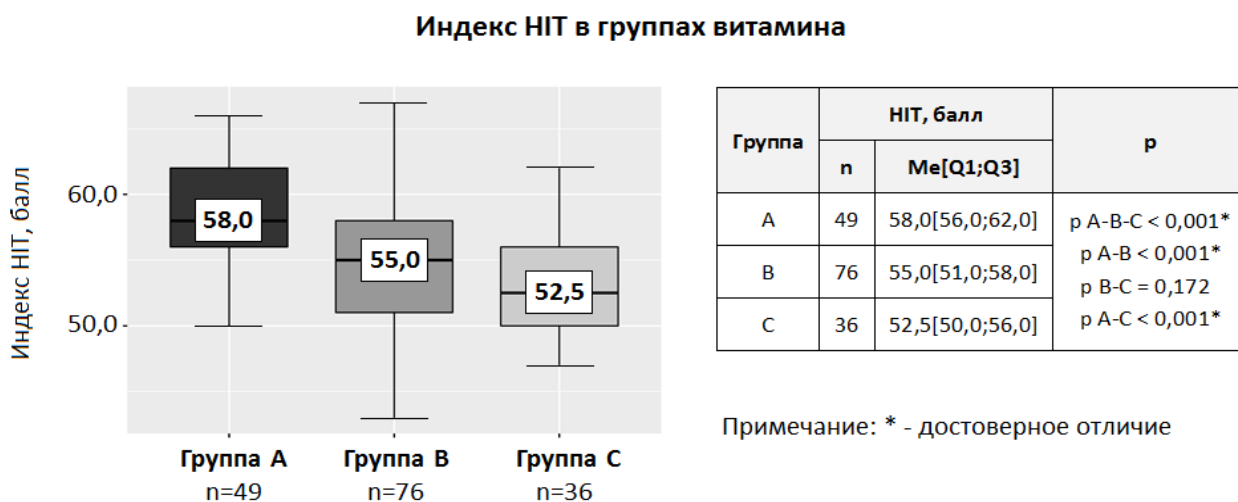 Индекс HIT в группах витамина
Индекс HIT, балл
60,0
50,0
58,0
55,0
52,5
Группа A
Группа B
Группа C
n=49
n=76
n=36
Группа
HIT, балл
p
n
Me[Q1;Q3]
A
49
58,0[56,0;62,0]
B
76
55,0[51,0;58,0]
C
36
52,5[50,0;56,0]
p A-B-C < 0,001*
p A-B < 0,001*
p B-C = 0,172
p A-C < 0,001*
Примечание: * - достоверное отличие